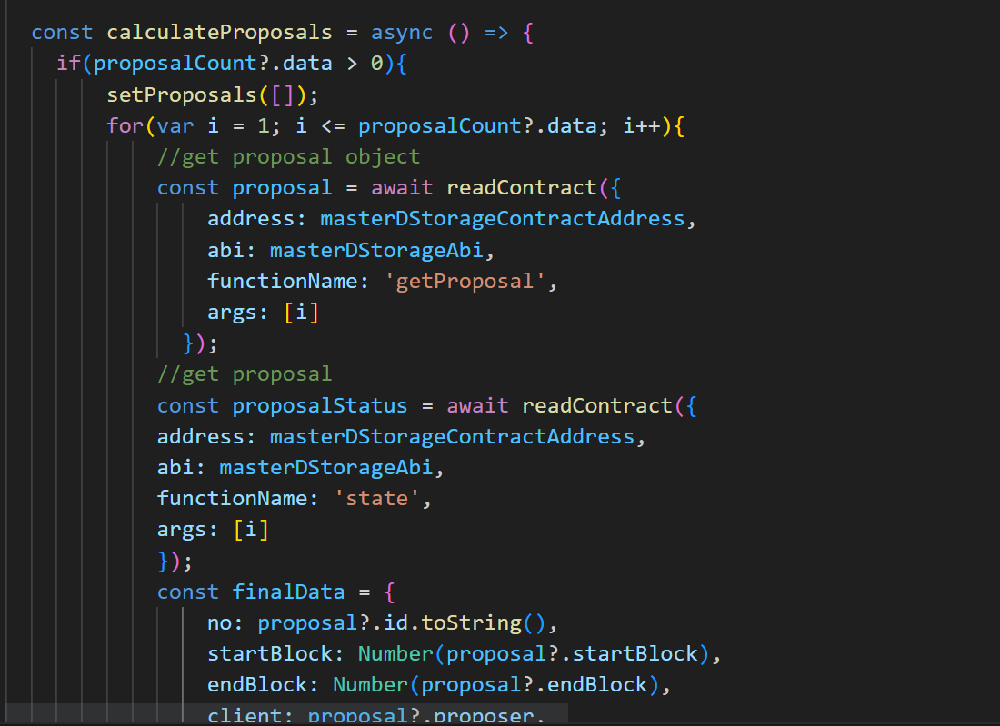 const calculateProposals = async () => {
if(proposalCount?.data > 0){
setProposals([]);
for(var i = 1; i <= proposalCount?.data; i++){
//get proposal object
const proposal = await readContract({
address: masterDStorageContractAddress,
abi: masterDStorageAbi,
functionName: 'getProposal',
args: [i]
});
//get proposal
const proposalStatus = await readContract({
address: masterDStorageContractAddress,
abi: masterDStorageAbi,
functionName: 'state',
args: [i]
});
const finalData = {
no: proposal?.id.toString(),
startBlock: Number(proposal?.startBlock),
endBlock: Number(proposal?.endBlock),
client: proposal?.proposer,